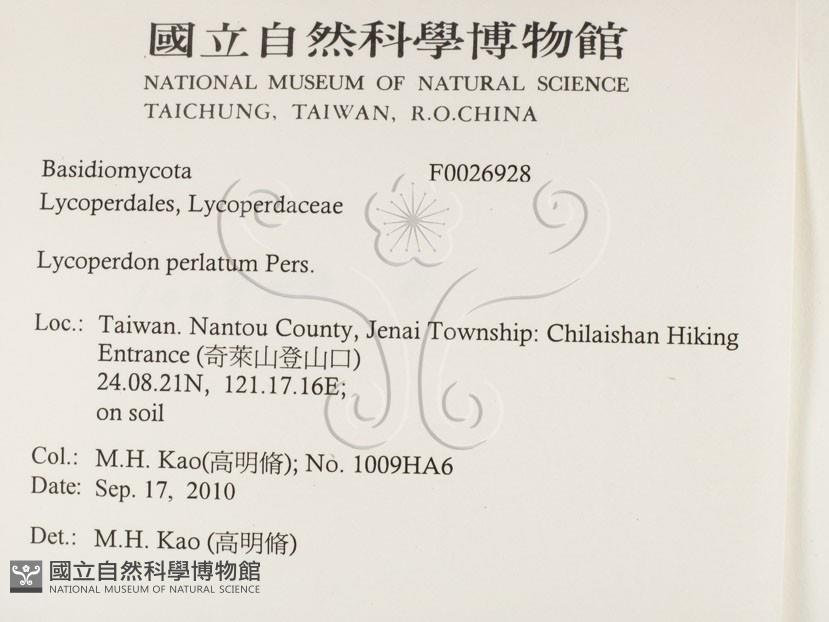 國立自然科學博物館
NATIONAL MUSEUM OF NATURAL SCIENCE
TAICHUNG, TAIWAN, R.O.CHINA
Basidiomycota F0026928
Lycoperdales, Lycoperdaceae
Lycoperdon perlatum Pers.
Loc.: Taiwan. Nantou County, Jenai Township: Chilaishan Hiking
Entrance (奇萊山登山口)
24.08.21N, 121.17.16E;
on soil
Col.: M.H. Kao(高明脩); No. 1009HA6
Date: Sep. 17, 2010
Det.: M.H. Kao (高明脩)
國立自然科學博物館
NATIONAL MUSEUM OF NATURAL SCIENCE